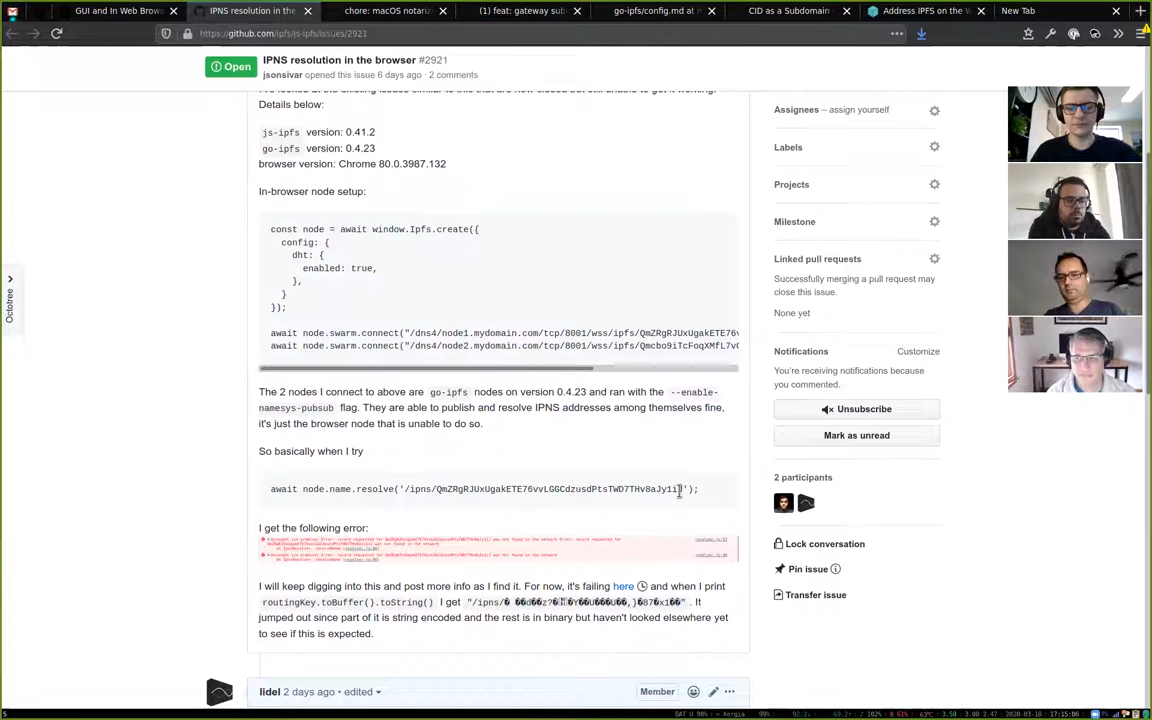 GUI and In Web Brows
IPNS resolution in the
chore: macOS notariz
(1) feat: gateway sub
go-ipfs/config.md at m
CID as a Subdomain
Address IPFS on the W
New Tab
https://github.com/ipfs/js-ipfs/issues/2921
Open
IPNS resolution in the browser #2921
jsonsivar opened this issue 6 days ago · 2 comments
Details below:
js-ipfs version: 0.41.2
go-ipfs version: 0.4.23
browser version: Chrome 80.0.3987.132
In-browser node setup:
const node = await window.Ipfs.create({
config: {
dht: {
enabled: true,
},
}
});
await node.swarm.connect("/dns4/node1.mydomain.com/tcp/8001/wss/ipfs/QmZRgRJUxUgakETE76v
await node.swarm.connect("/dns4/node2.mydomain.com/tcp/8001/wss/ipfs/Qmcbo9iTcFoqXMfL7vG
The 2 nodes I connect to above are go-ipfs nodes on version 0.4.23 and ran with the --enable-
namesys-pubsub flag. They are able to publish and resolve IPNS addresses among themselves fine,
it's just the browser node that is unable to do so.
So basically when I try
await node.name.resolve('/ipns/QmZRgRJUxUgakETE76vvLGGCdzusdPtsTWD7THv8aJy1i
I get the following error:
I will keep digging into this and post more info as I find it. For now, it's failing here and when I print
routingKey.toBuffer().toString() I get "/ipns/� ��d��z?� �Y��U���U��,}�87�x1��" . It
jumped out since part of it is string encoded and the rest is in binary but haven't looked elsewhere yet
to see if this is expected.
lidel 2 days ago • edited
Member
Assignees – assign yourself
Labels
Projects
Milestone
Linked pull requests
Successfully merging a pull request may
close this issue.
None yet
Notifications
Customize
You're receiving notifications because
you commented.
Unsubscribe
Mark as unread
2 participants
Lock conversation
Pin issue
Transfer issue
Octotree
2020-03-18
17:15:06